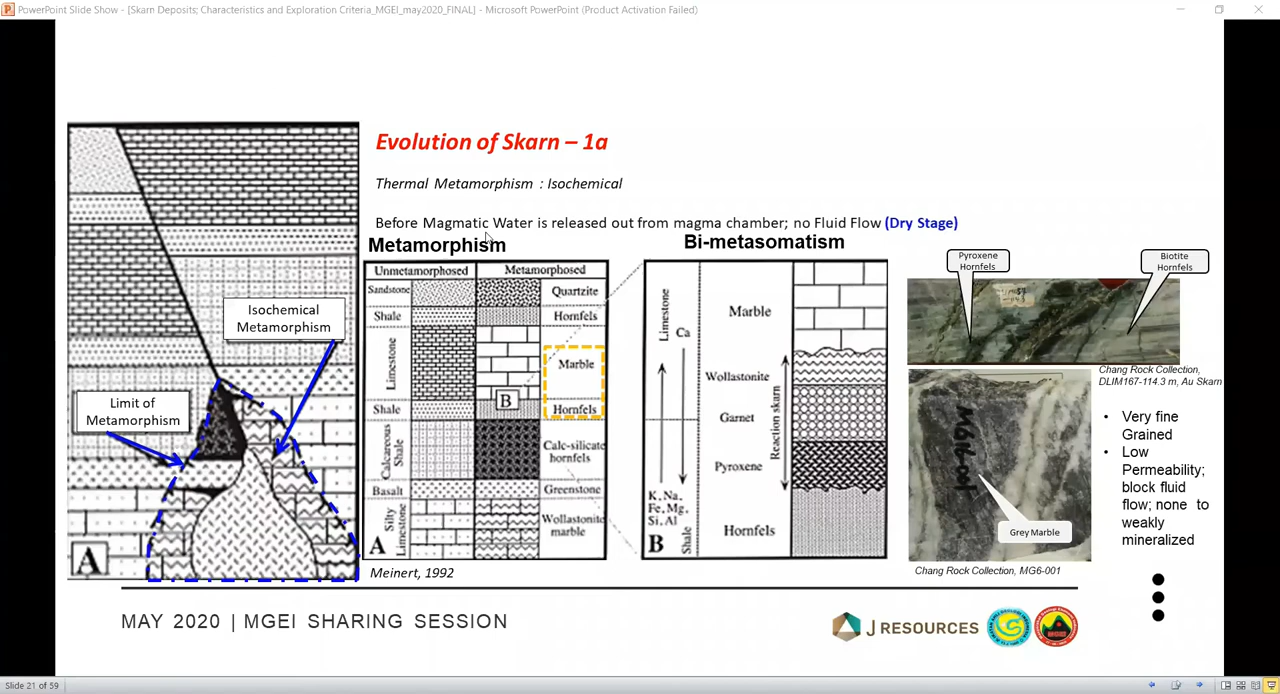 PowerPoint Slide Show - [Skarn Deposits; Characteristics and Exploration Criteria_MGEI_may2020_FINAL] - Microsoft PowerPoint (Product Activation Failed)
Evolution of Skarn – 1a
Thermal Metamorphism : Isochemical
Before Magmatic Water is released out from magma chamber; no Fluid Flow (Dry Stage)
Isochemical
Metamorphism
Limit of
Metamorphism
A
Metamorphism
Unmetamorphosed
Metamorphosed
Sandstone
Quartzite
Shale
Hornfels
Limestone
Marble
B
Shale
Hornfels
Calcareous
Shale
Calc-silicate
hornfels
Basalt
Greenstone
Silty
Limestone
Wollastonite
marble
A
Meinert, 1992
Bi-metasomatism
Limestone
Ca
Marble
Wollastonite
Garnet
Pyroxene
Reaction skarn
K, Na,
Fe, Mg,
Si, Al
Shale
Hornfels
B
Pyroxene
Hornfels
Biotite
Hornfels
Chang Rock Collection,
DLIM167-114.3 m, Au Skarn
MG6-001
Grey Marble
Chang Rock Collection, MG6-001
• Very fine
Grained
• Low
Permeability;
block fluid
flow; none to
weakly
mineralized
MAY 2020 | MGEI SHARING SESSION
J RESOURCES
MGEI
Slide 21 of 59